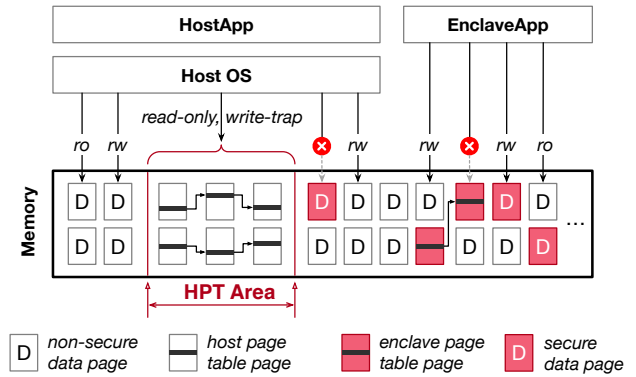 HostApp
EnclaveApp
Host OS
read-only, write-trap
ro rw rw rw rw ro
Memory
D D D D D D D
D D D D D D D
...
HPT Area
D non-secure data page
host page table page
enclave page table page
D secure data page